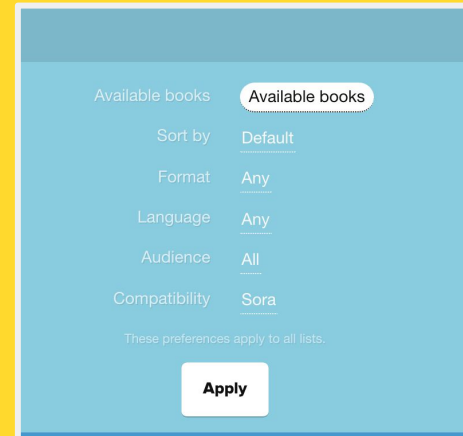 Available books Available books
Sort by Default
Format Any
Language Any
Audience All
Compatibility Sora
These preferences apply to all lists.
Apply